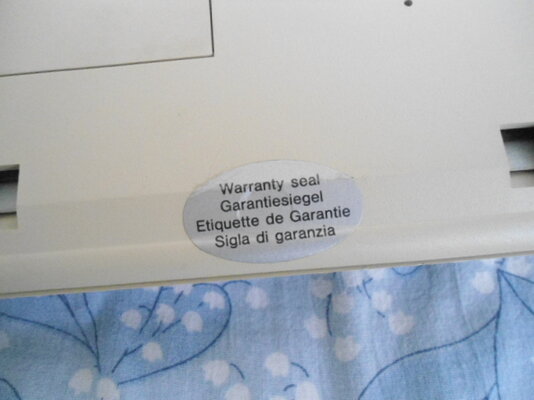 Warranty seal
Garantiesiegel
Etiquette de Garantie
Sigla di garanzia